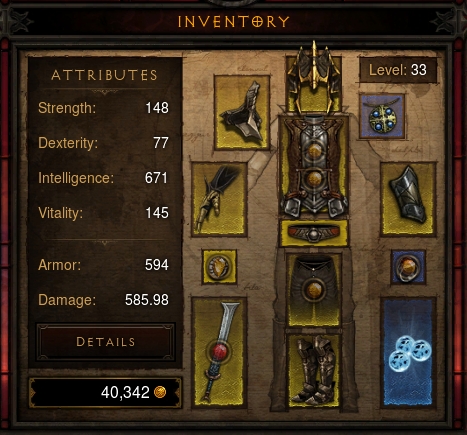 INVENTORY
ATTRIBUTES
Level: 33
Strength: 148
Dexterity: 77
Intelligence: 671
Vitality: 145
Armor: 594
Damage: 585.98
DETAILS
40,342